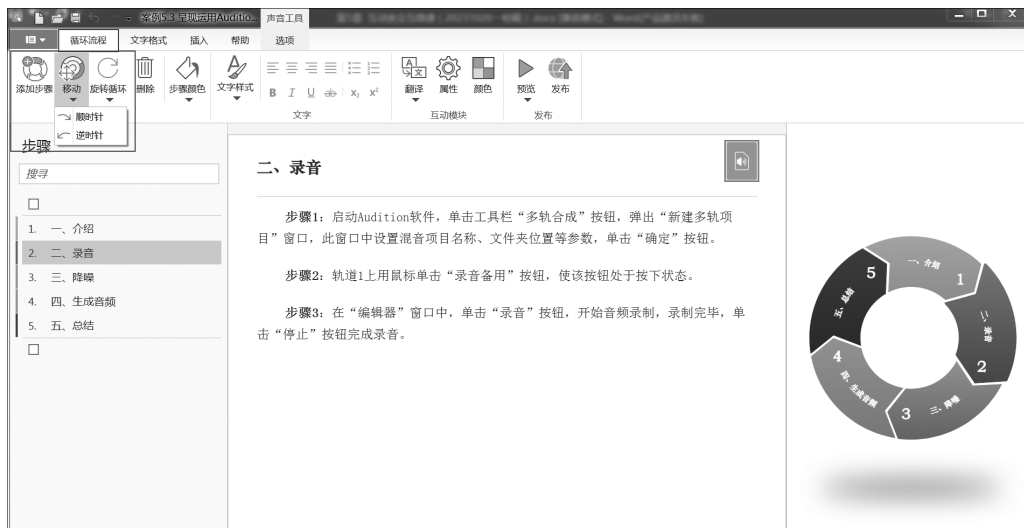 案例5.3 呈现运用Auditio...
声音工具
循环流程 文字格式 插入 帮助 选项
添加步骤 移动 旋转循环 删除 步骤颜色 文字样式 翻译 属性 颜色 预览 发布
B I U ab x₂ x²
文字 互动模块 发布
顺时针
逆时针
步骤
搜寻
1. 一、介绍
2. 二、录音
3. 三、降噪
4. 四、生成音频
5. 五、总结
二、录音
步骤1：启动Audition软件，单击工具栏“多轨合成”按钮，弹出“新建多轨项
目”窗口，此窗口中设置混音项目名称、文件夹位置等参数，单击“确定”按钮。
步骤2：轨道1上用鼠标单击“录音备用”按钮，使该按钮处于按下状态。
步骤3：在“编辑器”窗口中，单击“录音”按钮，开始音频录制，录制完毕，单
击“停止”按钮完成录音。
一、介绍 1
二、录音 2
三、降噪 3
四、生成音频 4
五、总结 5